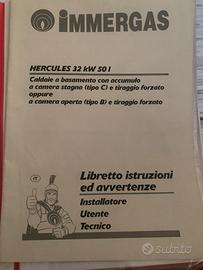 IMMERGAS
HERCULES 32 kW 50 l
Caldaie a basamento con accumulo
a camera stagna (tipo C) e tiraggio forzato
oppure
a camera aperta (tipo B) e tiraggio forzato
IT
Libretto istruzioni
ed avvertenze
Installatore
Utente
Tecnico
subito